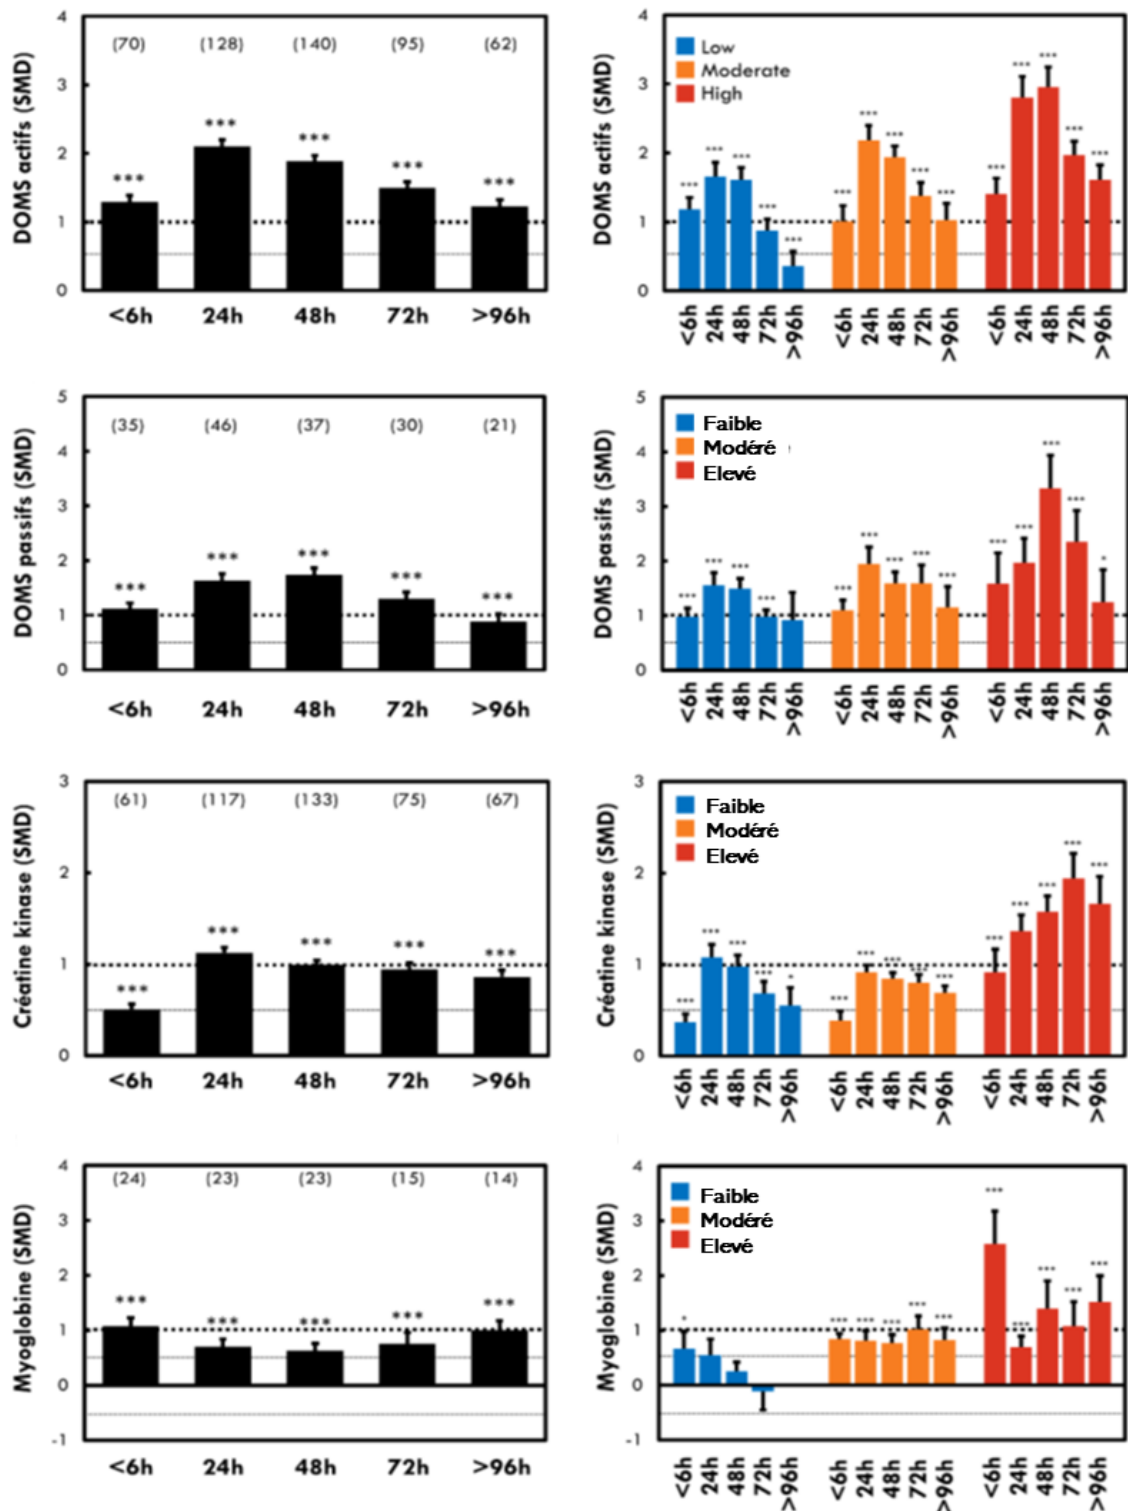 DOMS actifs (SMD)
4
3
2
1
0
(70) (128) (140) (95) (62)
*** *** *** *** ***
<6h 24h 48h 72h >96h
DOMS actifs (SMD)
4
3
2
1
0
Low
Moderate
High
*** *** *** *** ***
*** *** *** *** ***
*** *** *** *** ***
<6h 24h 48h 72h >96h
<6h 24h 48h 72h >96h
<6h 24h 48h 72h >96h
DOMS passifs (SMD)
5
4
3
2
1
0
(35) (46) (37) (30) (21)
*** *** *** *** ***
<6h 24h 48h 72h >96h
DOMS passifs (SMD)
5
4
3
2
1
0
Faible
Modéré
Elevé
*** *** *** ***
*** *** *** *** ***
*** *** *** *** *
<6h 24h 48h 72h >96h
<6h 24h 48h 72h >96h
<6h 24h 48h 72h >96h
Créatine kinase (SMD)
3
2
1
0
(61) (117) (133) (75) (67)
*** *** *** *** ***
<6h 24h 48h 72h >96h
Créatine kinase (SMD)
3
2
1
0
Faible
Modéré
Elevé
*** *** *** *** *
*** *** *** *** ***
*** *** *** *** ***
<6h 24h 48h 72h >96h
<6h 24h 48h 72h >96h
<6h 24h 48h 72h >96h
Myoglobine (SMD)
4
3
2
1
0
-1
(24) (23) (23) (15) (14)
*** *** *** *** ***
<6h 24h 48h 72h >96h
Myoglobine (SMD)
4
3
2
1
0
-1
Faible
Modéré
Elevé
*
*** *** *** *** ***
*** *** *** *** ***
<6h 24h 48h 72h >96h
<6h 24h 48h 72h >96h
<6h 24h 48h 72h >96h